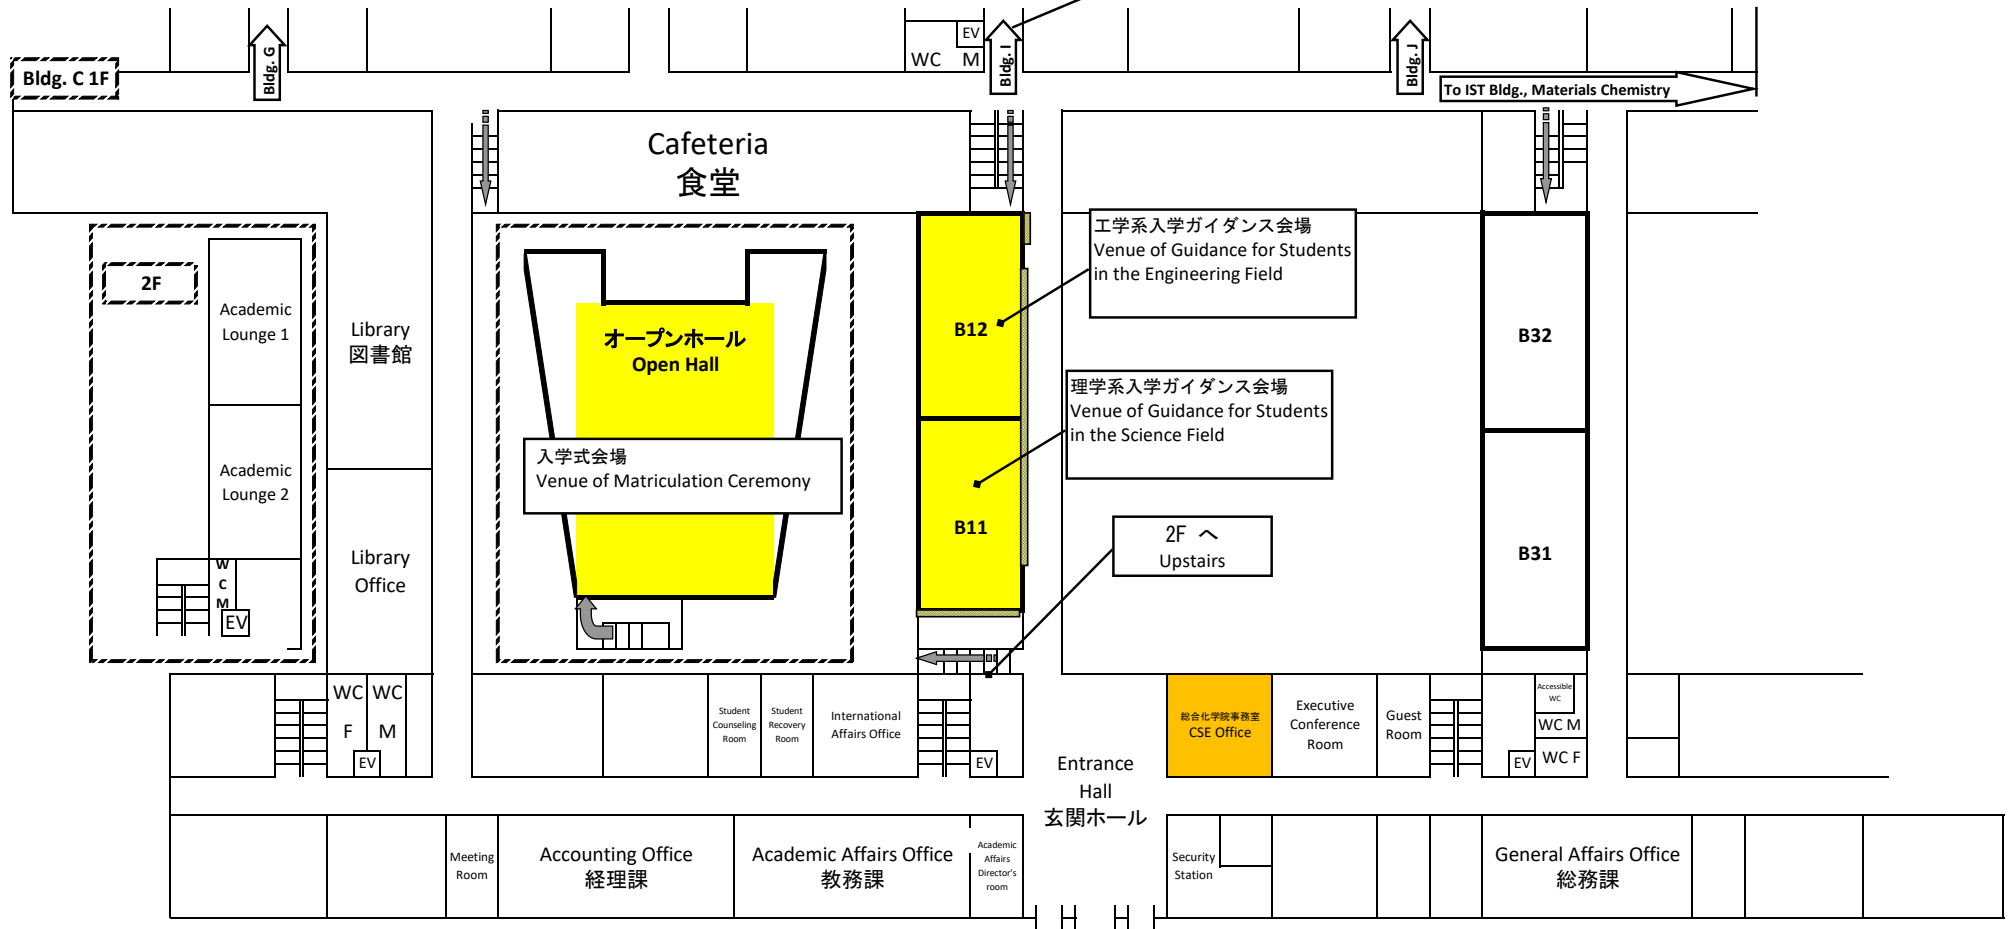 Bldg. G
EV
WC M
Bldg. I
Bldg. J
Bldg. C 1F
To IST Bldg., Materials Chemistry
Cafeteria
食堂
2F
Academic
Lounge 1
Academic
Lounge 2
W
C
M
EV
Library
図書館
Library
Office
オープンホール
Open Hall
入学式会場
Venue of Matriculation Ceremony
B12
B11
工学系入学ガイダンス会場
Venue of Guidance for Students
in the Engineering Field
理学系入学ガイダンス会場
Venue of Guidance for Students
in the Science Field
2F へ
Upstairs
B32
B31
WC
F
WC
M
EV
Student
Counseling
Room
Student
Recovery
Room
International
Affairs Office
EV
Entrance
Hall
玄関ホール
総合化学院事務室
CSE Office
Executive
Conference
Room
Guest
Room
EV
Accessible
WC
WC M
WC F
Meeting
Room
Accounting Office
経理課
Academic Affairs Office
教務課
Academic
Affairs
Director's
room
Security
Station
General Affairs Office
総務課